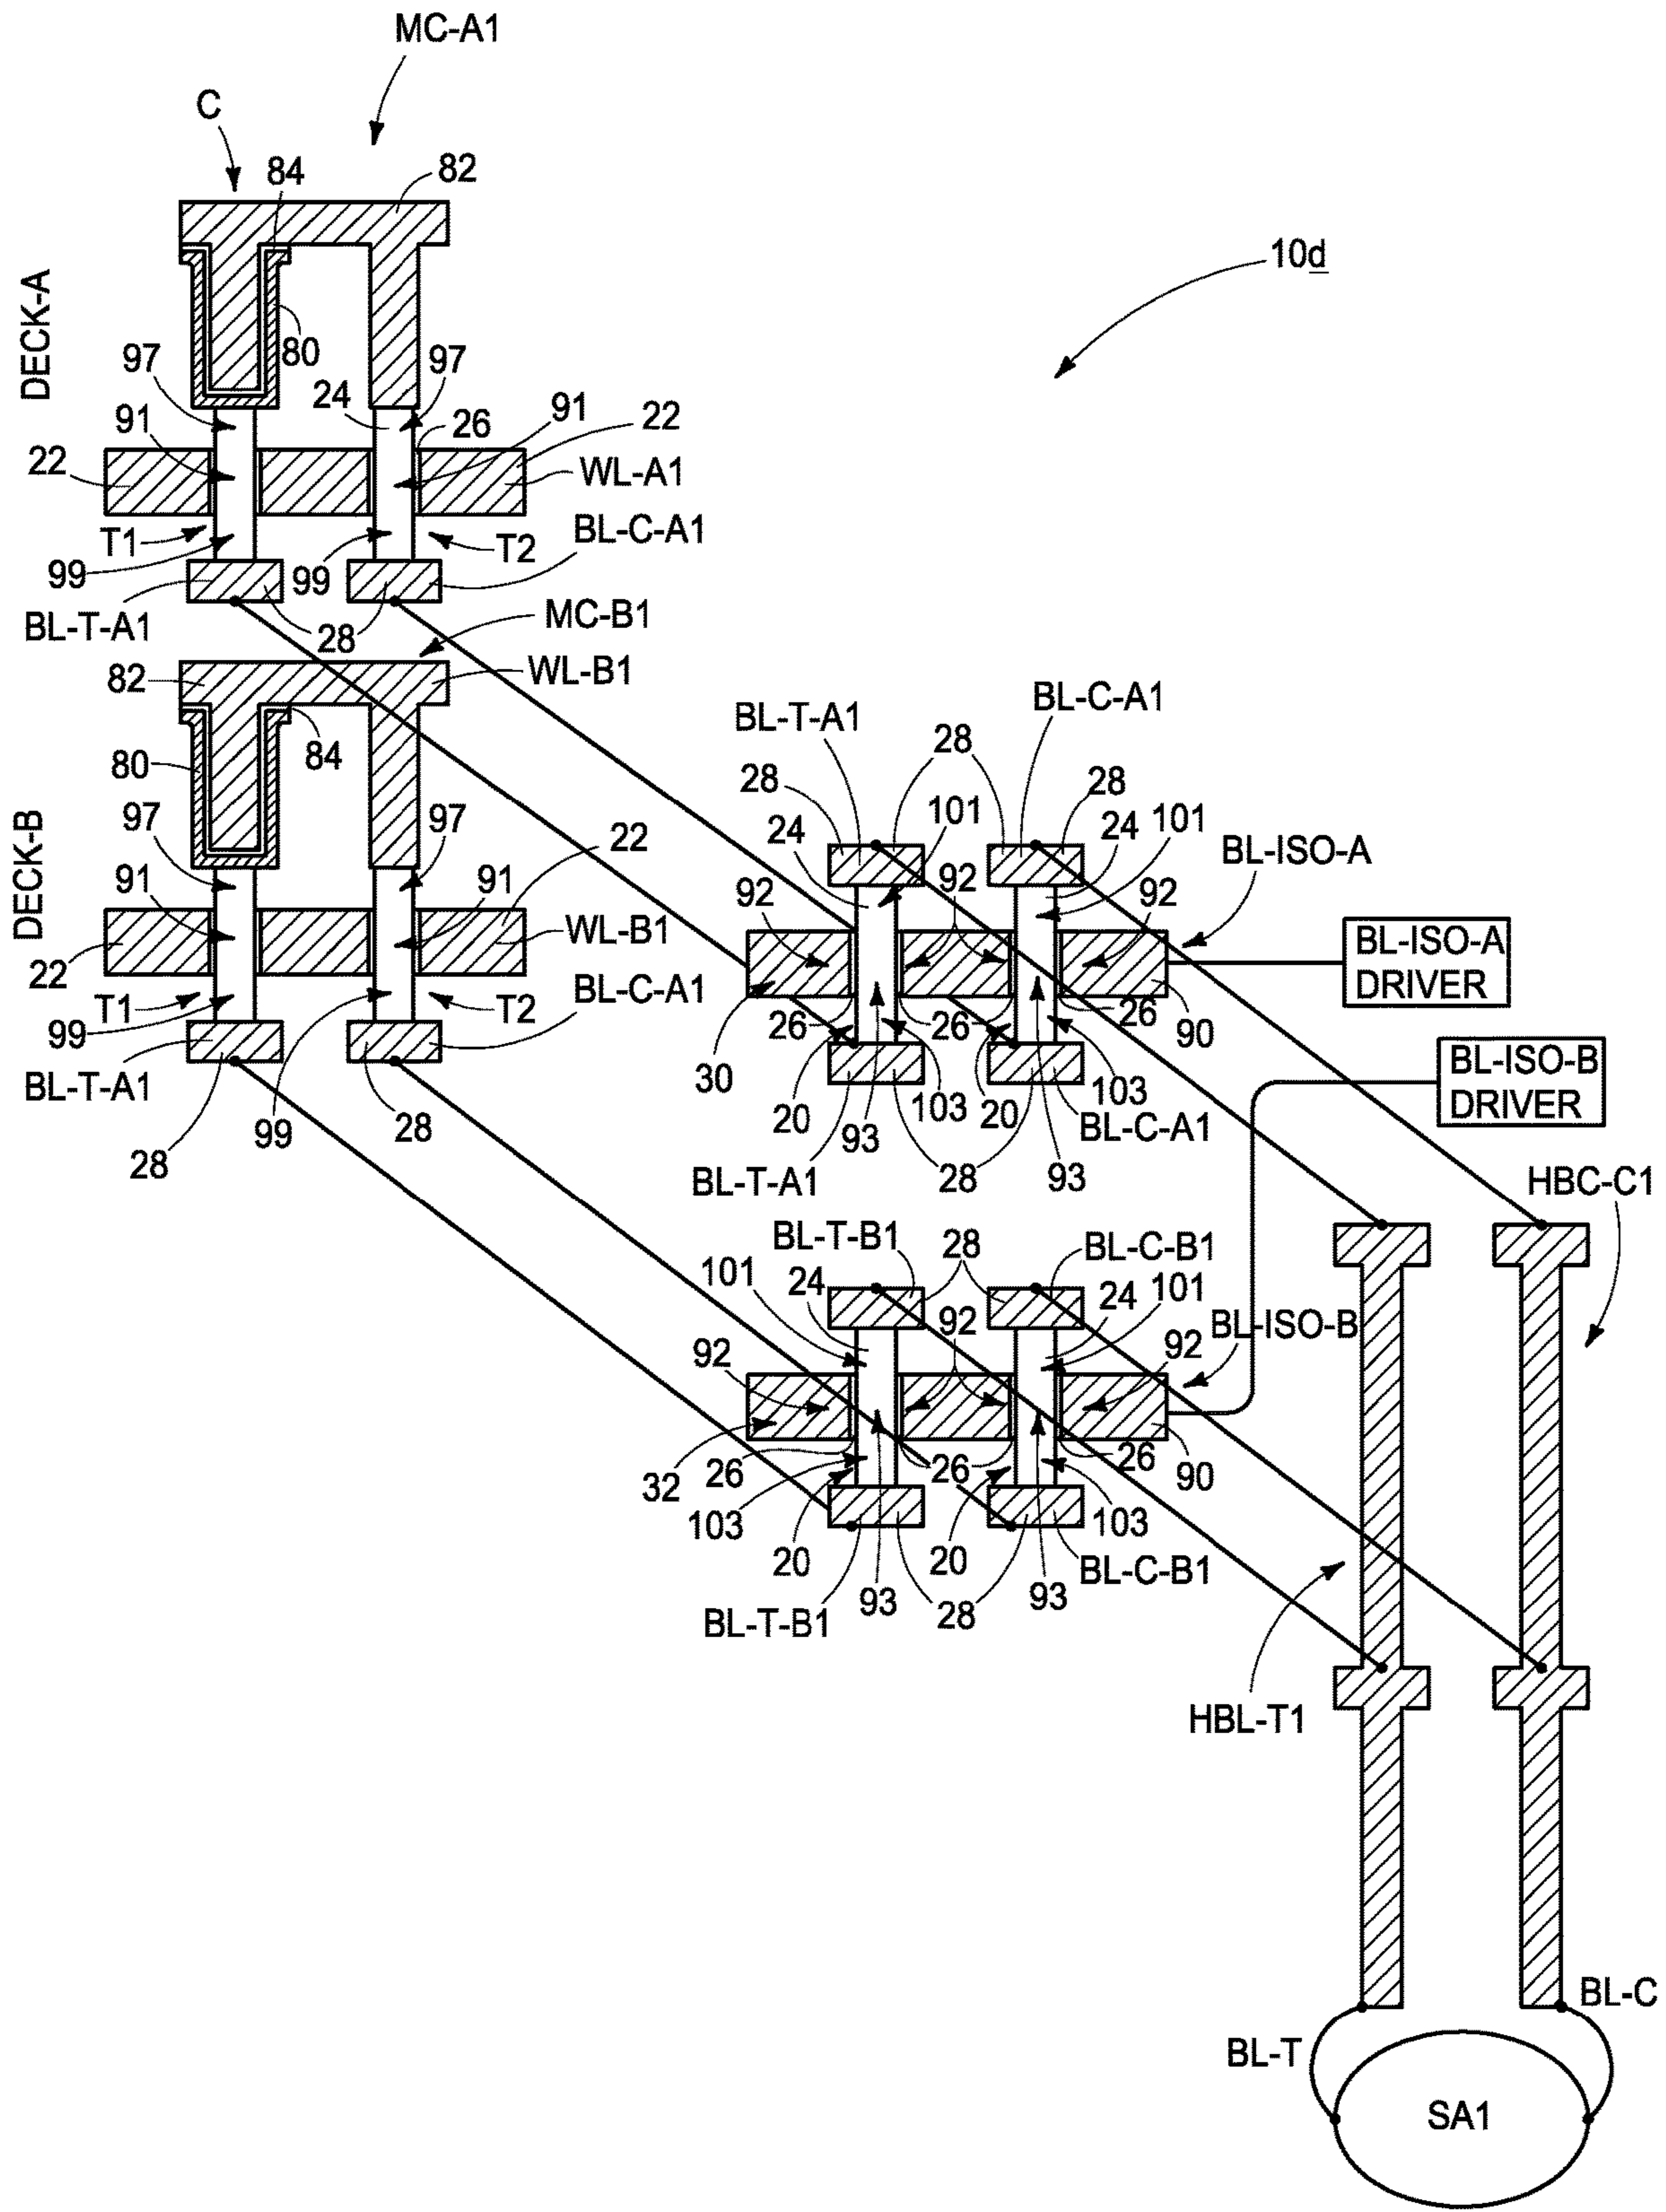 MC-A1
C
84
82
10d
DECK-A
80
97
24
97
91
26
91
22
22
WL-A1
T1
BL-C-A1
99
99
T2
BL-T-A1
28
MC-B1
82
WL-B1
BL-C-A1
BL-T-A1
28
80
84
28
28
DECK-B
97
97
24
101
24
101
BL-ISO-A
22
91
91
92
92
92
BL-ISO-A
DRIVER
WL-B1
22
BL-C-A1
T1
T2
99
26
26
26
90
BL-ISO-B
DRIVER
30
BL-T-A1
20
103
20
103
99
28
93
BL-C-A1
28
BL-T-A1
28
93
HBC-C1
BL-T-B1
28
BL-C-B1
101
24
24
101
BL-ISO-B
92
92
92
26
26
26
90
32
103
103
20
20
BL-C-B1
93
28
93
BL-T-B1
HBL-T1
BL-C
BL-T
SA1